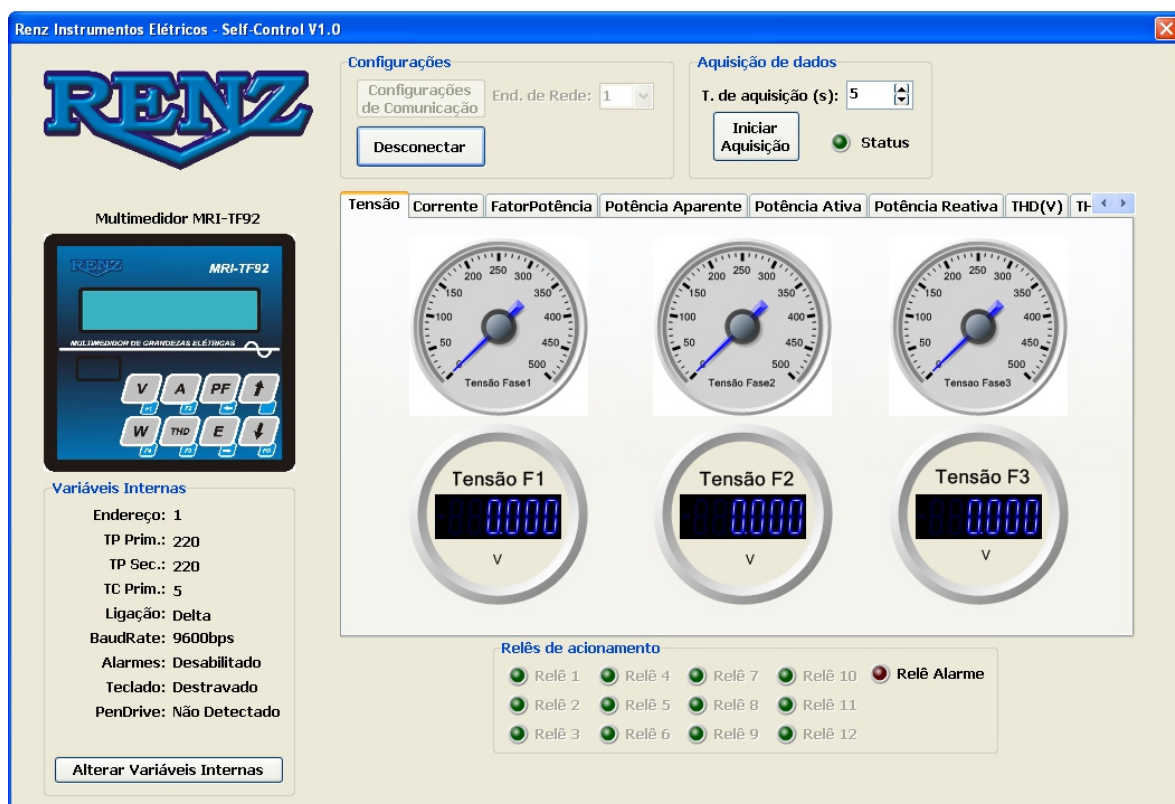 Renz Instrumentos Elétricos - Self-Control V1.0
RENZ
Multimedidor MRI-TF92
RENZ
MRI-TF92
MULTIMEDIDOR DE GRANDEZAS ELÉTRICAS
V A PF
F1 F2
W THD E
F4 F5
Variáveis Internas
Endereço: 1
TP Prim.: 220
TP Sec.: 220
TC Prim.: 5
Ligação: Delta
BaudRate: 9600bps
Alarmes: Desabilitado
Teclado: Destravado
PenDrive: Não Detectado
Alterar Variáveis Internas
Configurações
Configurações
de Comunicação
End. de Rede: 1
Desconectar
Aquisição de dados
T. de aquisição (s): 5
Iniciar
Aquisição
Status
Tensão Corrente FatorPotência Potência Aparente Potência Ativa Potência Reativa THD(V) TH
0 50 100 150 200 250 300 350 400 450 500
Tensão Fase1
0 50 100 150 200 250 300 350 400 450 500
Tensão Fase2
0 50 100 150 200 250 300 350 400 450 500
Tensao Fase3
Tensão F1
0.000
V
Tensão F2
0.000
V
Tensão F3
0.000
V
Relês de acionamento
Relê 1 Relê 4 Relê 7 Relê 10 Relê Alarme
Relê 2 Relê 5 Relê 8 Relê 11
Relê 3 Relê 6 Relê 9 Relê 12